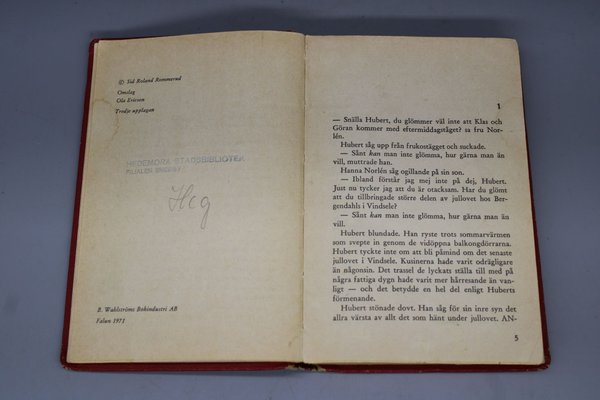 © Sid Roland Rommerud
Omslag
Ola Ericson
Tredje upplagan
HEDEMORA STADSBIBLIOTEK
FILIALEN
Hcg
B. Wahlströms Bokindustri AB
Falun 1971
1
— Snälla Hubert, du glömmer väl inte att Klas och
Göran kommer med eftermiddagståget? sa fru Nor-
lén.
Hubert såg upp från frukostägget och suckade.
— Sånt kan man inte glömma, hur gärna man än
vill, muttrade han.
Hanna Norlén såg ogillande på sin son.
— Ibland förstår jag mej inte på dej, Hubert.
Just nu tycker jag att du är otacksam. Har du glömt
att du tillbringade större delen av jullovet hos Ber-
gendahls i Vindsele?
— Sånt kan man inte glömma, hur gärna man än
vill.
Hubert blundade. Han ryste trots sommarvärmen
som svepte in genom de vidöppna balkongdörrarna.
Hubert tyckte inte om att bli påmind om det senaste
jullovet i Vindsele. Kusinerna hade varit odrägligare
än någonsin. Det trassel de lyckats ställa till med på
några fattiga dygn hade varit mer hårresande än van-
ligt — och det betydde en hel del enligt Huberts
förmenande.
Hubert stönade dovt. Han såg för sin inre syn det
allra värsta av allt det som hänt under jullovet. AN-
5